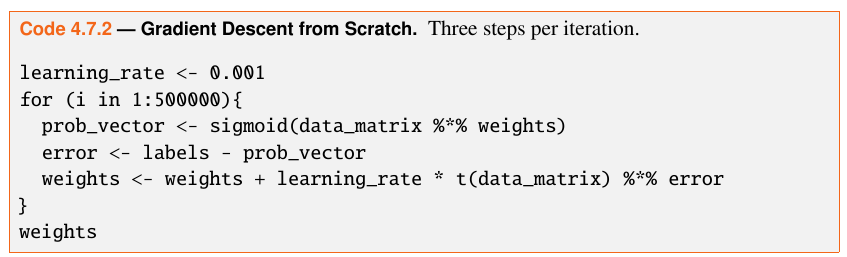 Code 4.7.2 — Gradient Descent from Scratch. Three steps per iteration.
learning_rate <- 0.001
for (i in 1:500000){
  prob_vector <- sigmoid(data_matrix %*% weights)
  error <- labels - prob_vector
  weights <- weights + learning_rate * t(data_matrix) %*% error
}
weights